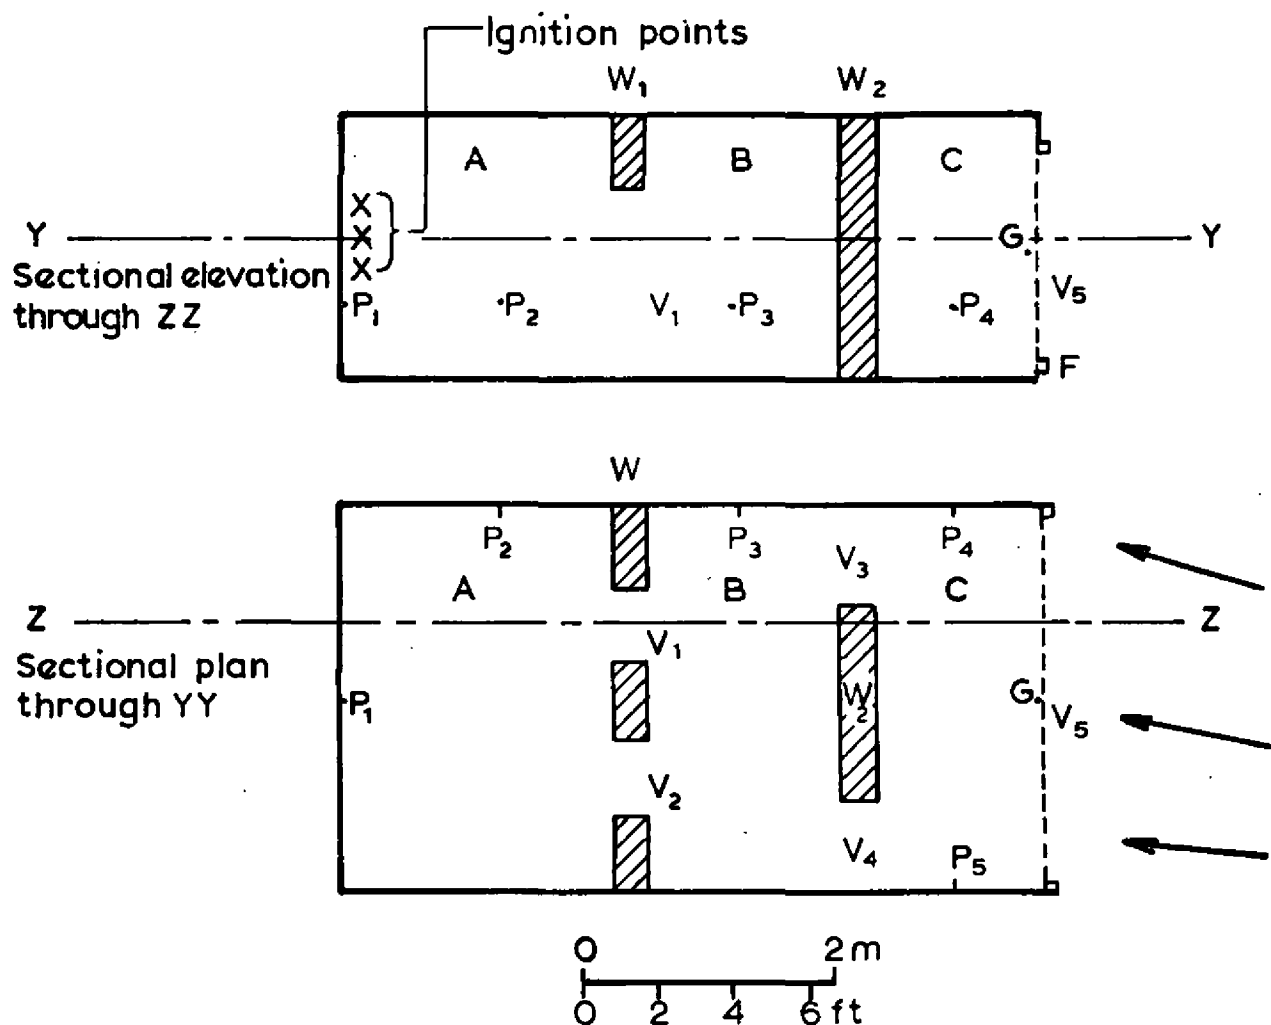 Ignition points
W1 W2
A B C
X
X
X
Y Y
G
Sectional elevation
through ZZ
P1 P2 V1 P3 P4 V5
F
W
P2 P3 P4
V3
A B C
Z Z
V1
Sectional plan
through YY
P1 W2 G V5
V2
V4 P5
0 2m
0 2 4 6 ft